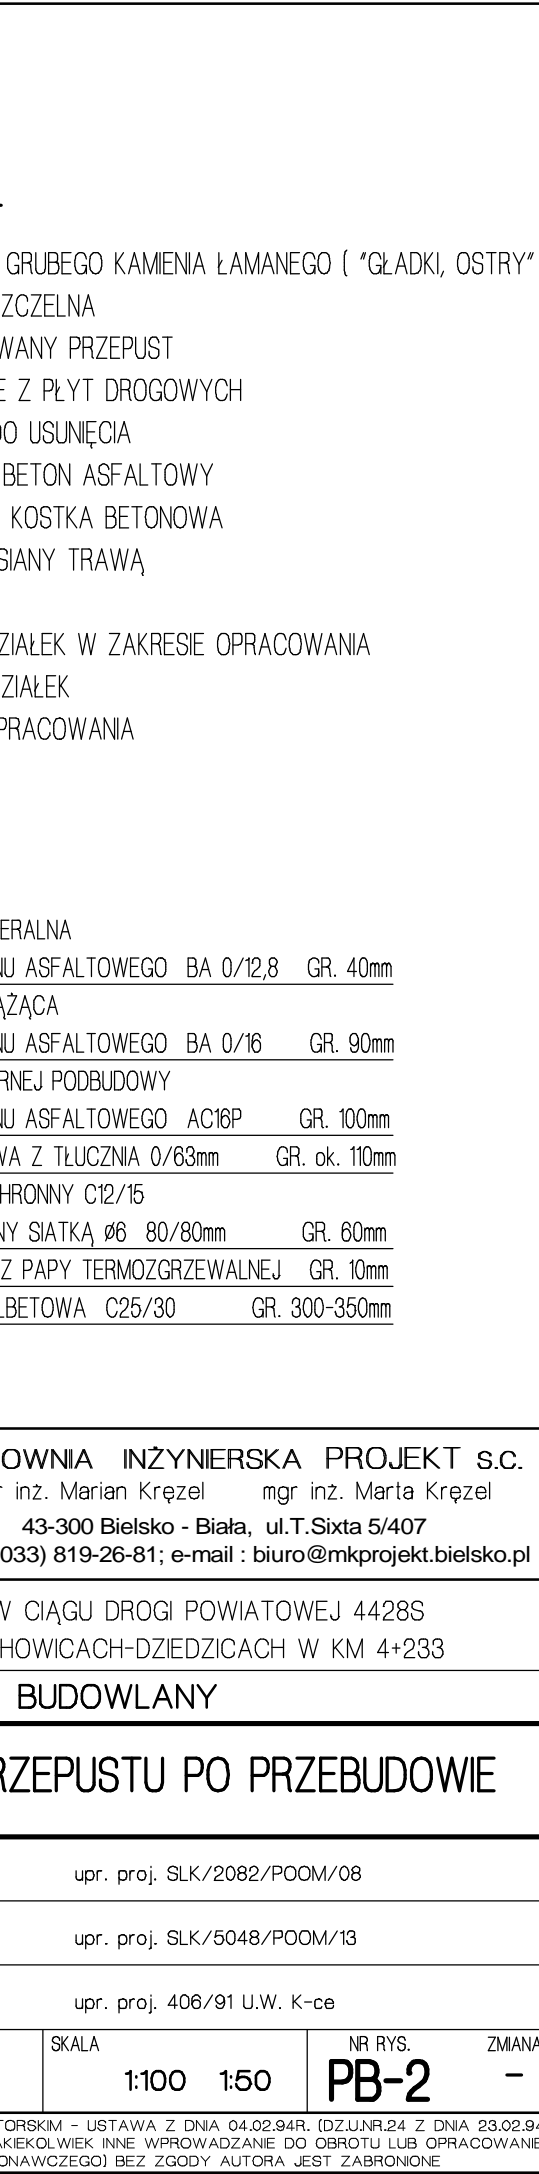 GRUBEGO KAMIENIA ŁAMANEGO ( "GŁADKI, OSTRY"
ZCZELNA
WANY PRZEPUST
E Z PŁYT DROGOWYCH
DO USUNIĘCIA
BETON ASFALTOWY
KOSTKA BETONOWA
SIANY TRAWĄ
ZIAŁEK W ZAKRESIE OPRACOWANIA
ZIAŁEK
PRACOWANIA
ERALNA
NU ASFALTOWEGO BA 0/12,8 GR. 40mm
ĄŻĄCA
NU ASFALTOWEGO BA 0/16 GR. 90mm
RNEJ PODBUDOWY
NU ASFALTOWEGO AC16P GR. 100mm
WA Z TŁUCZNIA 0/63mm GR. ok. 110mm
HRONNY C12/15
NY SIATKĄ Ø6 80/80mm GR. 60mm
Z PAPY TERMOZGRZEWALNEJ GR. 10mm
LBETOWA C25/30 GR. 300-350mm
OWNIA INŻYNIERSKA PROJEKT s.c.
r inż. Marian Kręzel mgr inż. Marta Kręzel
43-300 Bielsko - Biała, ul.T.Sixta 5/407
033) 819-26-81; e-mail : biuro@mkprojekt.bielsko.pl
W CIĄGU DROGI POWIATOWEJ 4428S
HOWICACH-DZIEDZICACH W KM 4+233
BUDOWLANY
RZEPUSTU PO PRZEBUDOWIE
upr. proj. SLK/2082/POOM/08
upr. proj. SLK/5048/POOM/13
upr. proj. 406/91 U.W. K-ce
SKALA NR RYS. ZMIANA
1:100 1:50 PB-2 -
TORSKIM - USTAWA Z DNIA 04.02.94R. (DZ.U.NR.24 Z DNIA 23.02.94
AKIEKOLWIEK INNE WPROWADZANIE DO OBROTU LUB OPRACOWANIE
ONAWCZEGO) BEZ ZGODY AUTORA JEST ZABRONIONE